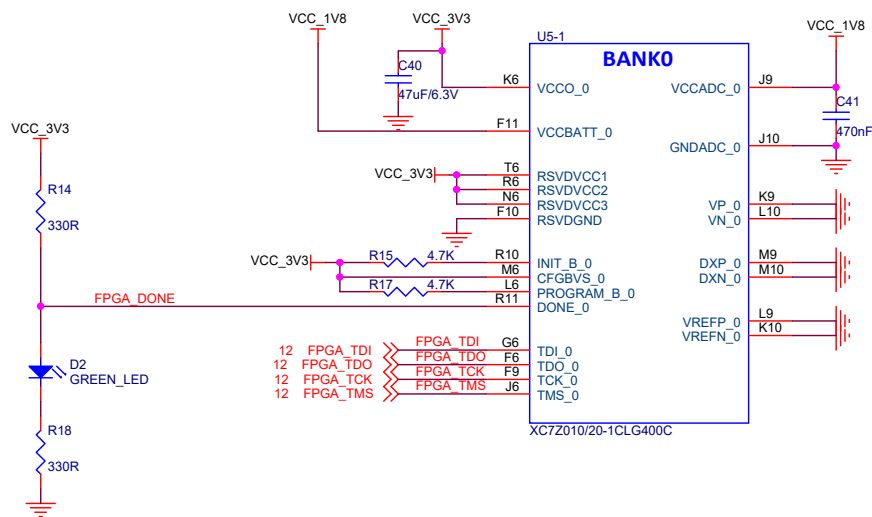 VCC_1V8
VCC_3V3
U5-1
VCC_1V8
BANK0
C40
47uF/6.3V
K6
VCCO_0
VCCADC_0
J9
C41
470nF
VCC_3V3
F11
VCCBATT_0
GNDADC_0
J10
VCC_3V3
T6
RSVDVCC1
R6
RSVDVCC2
N6
RSVDVCC3
F10
RSVDGND
K9
VP_0
L10
VN_0
R14
330R
VCC_3V3
R15
4.7K
R10
INIT_B_0
M6
CFGBVS_0
R17
4.7K
L6
PROGRAM_B_0
R11
DONE_0
M9
DXP_0
M10
DXN_0
FPGA_DONE
L9
VREFP_0
K10
VREFN_0
12 FPGA_TDI
FPGA_TDI
G6
TDI_0
12 FPGA_TDO
FPGA_TDO
F6
TDO_0
12 FPGA_TCK
FPGA_TCK
F9
TCK_0
12 FPGA_TMS
FPGA_TMS
J6
TMS_0
D2
GREEN_LED
R18
330R
XC7Z010/20-1CLG400C